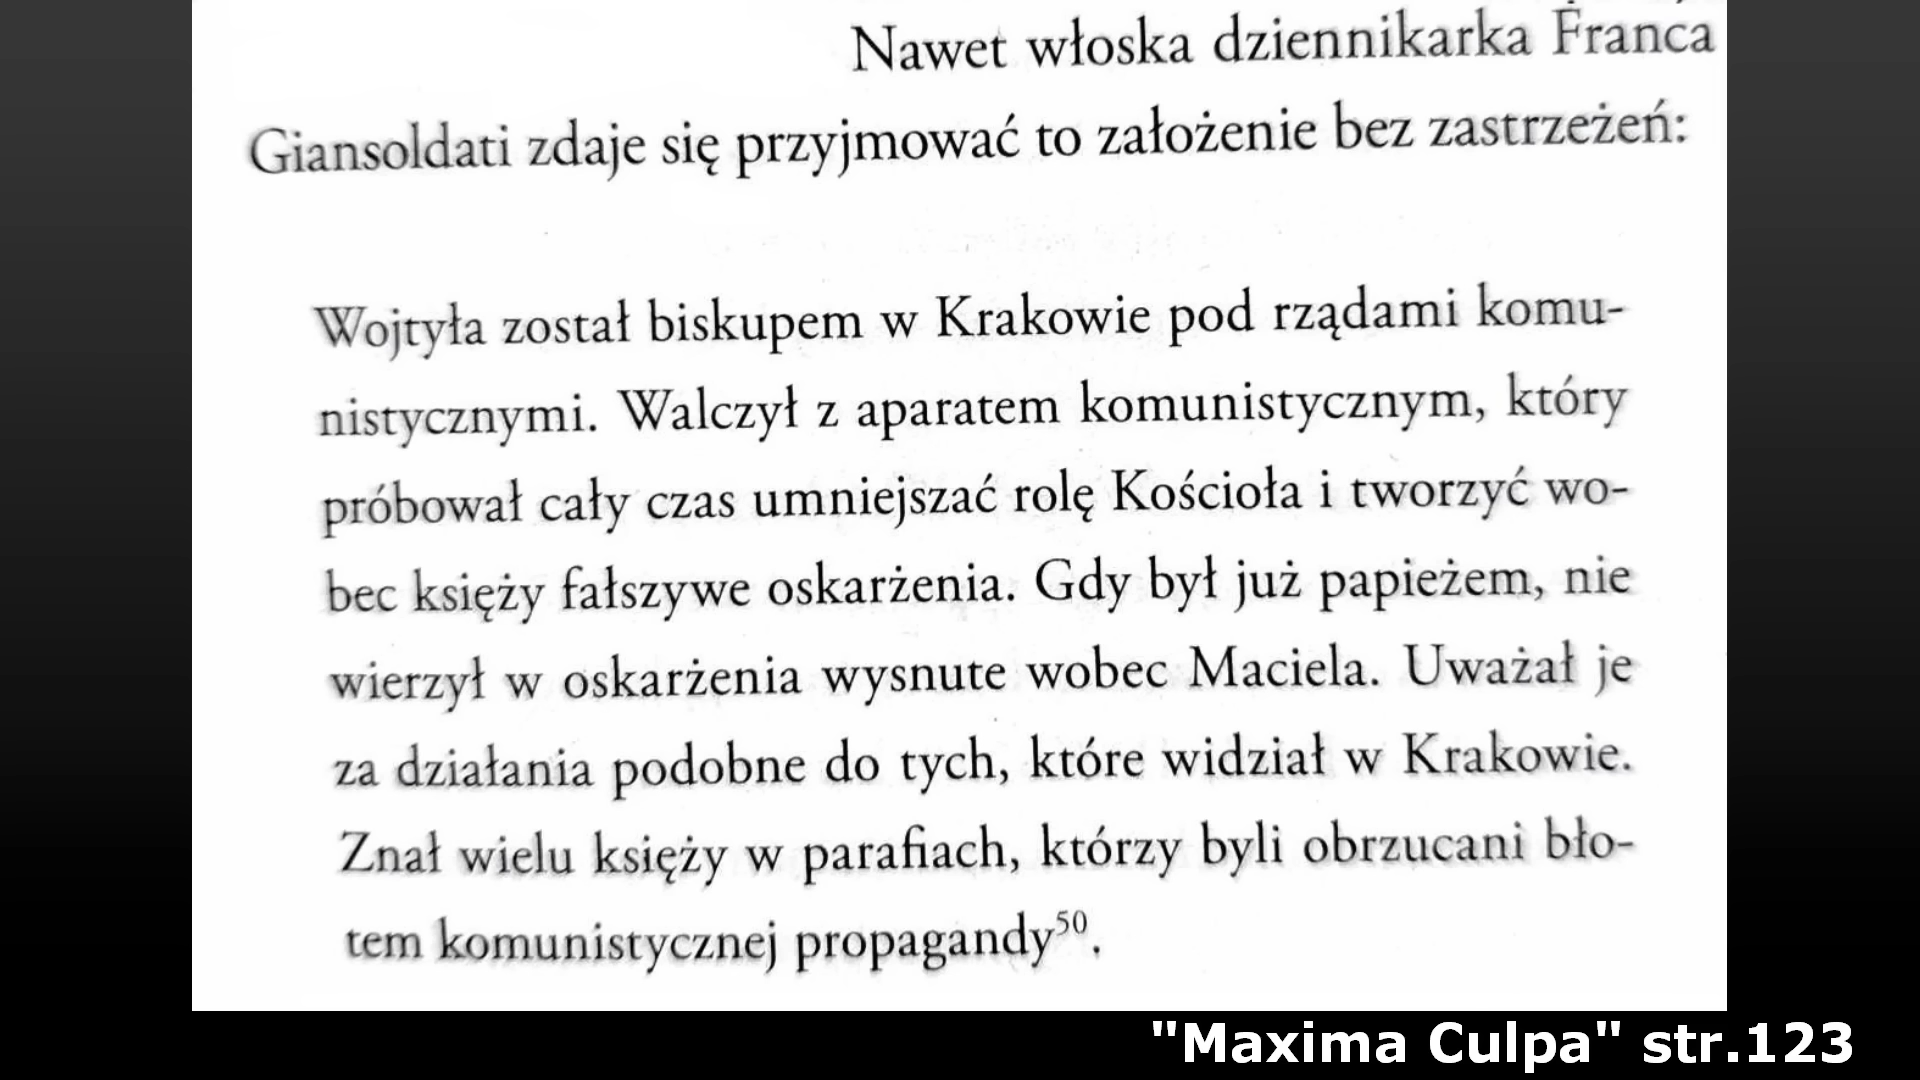 Nawet włoska dziennikarka Franca
Giansoldati zdaje się przyjmować to założenie bez zastrzeżeń:
Wojtyła został biskupem w Krakowie pod rządami komu-
nistycznymi. Walczył z aparatem komunistycznym, który
próbował cały czas umniejszać rolę Kościoła i tworzyć wo-
bec księży fałszywe oskarżenia. Gdy był już papieżem, nie
wierzył w oskarżenia wysnute wobec Maciela. Uważał je
za działania podobne do tych, które widział w Krakowie.
Znał wielu księży w parafiach, którzy byli obrzucani bło-
tem komunistycznej propagandy⁵⁰.
"Maxima Culpa" str.123